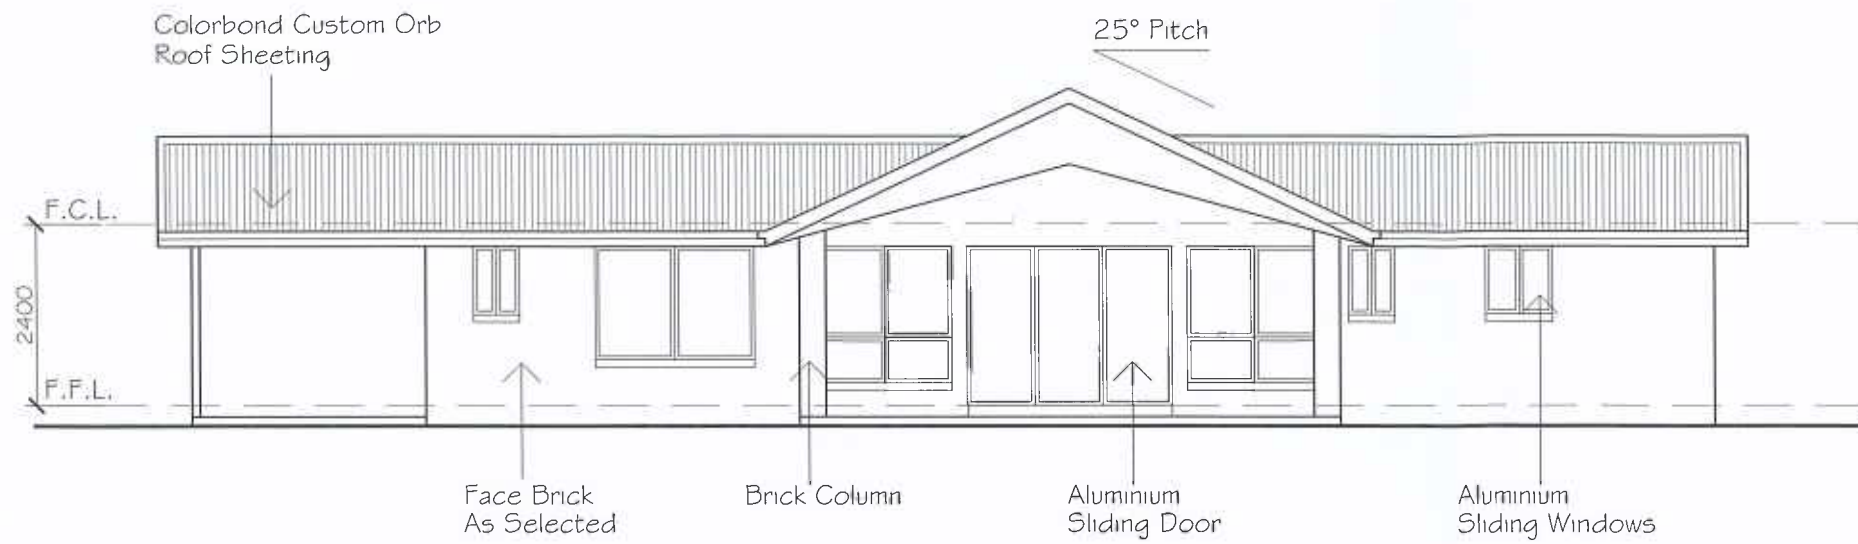 Colorbond Custom Orb
Roof Sheeting
25° Pitch
F.C.L.
2400
F.F.L.
Face Brick
As Selected
Brick Column
Aluminium
Sliding Door
Aluminium
Sliding Windows